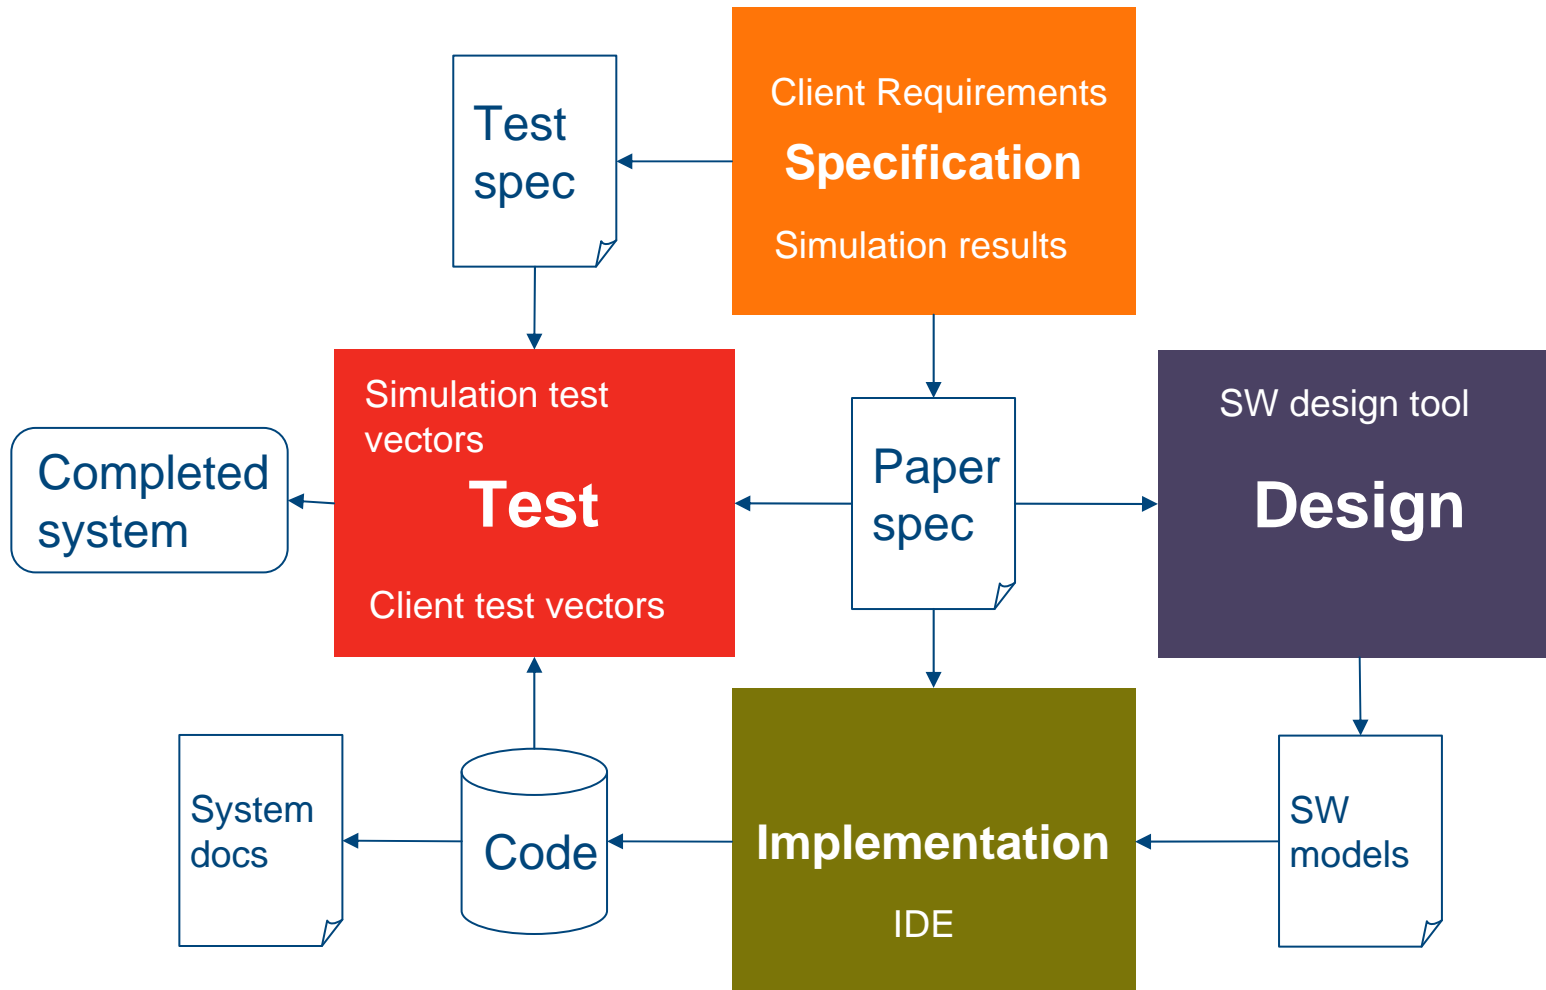 Client Requirements
Specification
Simulation results
Test
spec
Simulation test
vectors
Test
Client test vectors
Completed
system
Paper
spec
SW design tool
Design
System
docs
Code
Implementation
IDE
SW
models